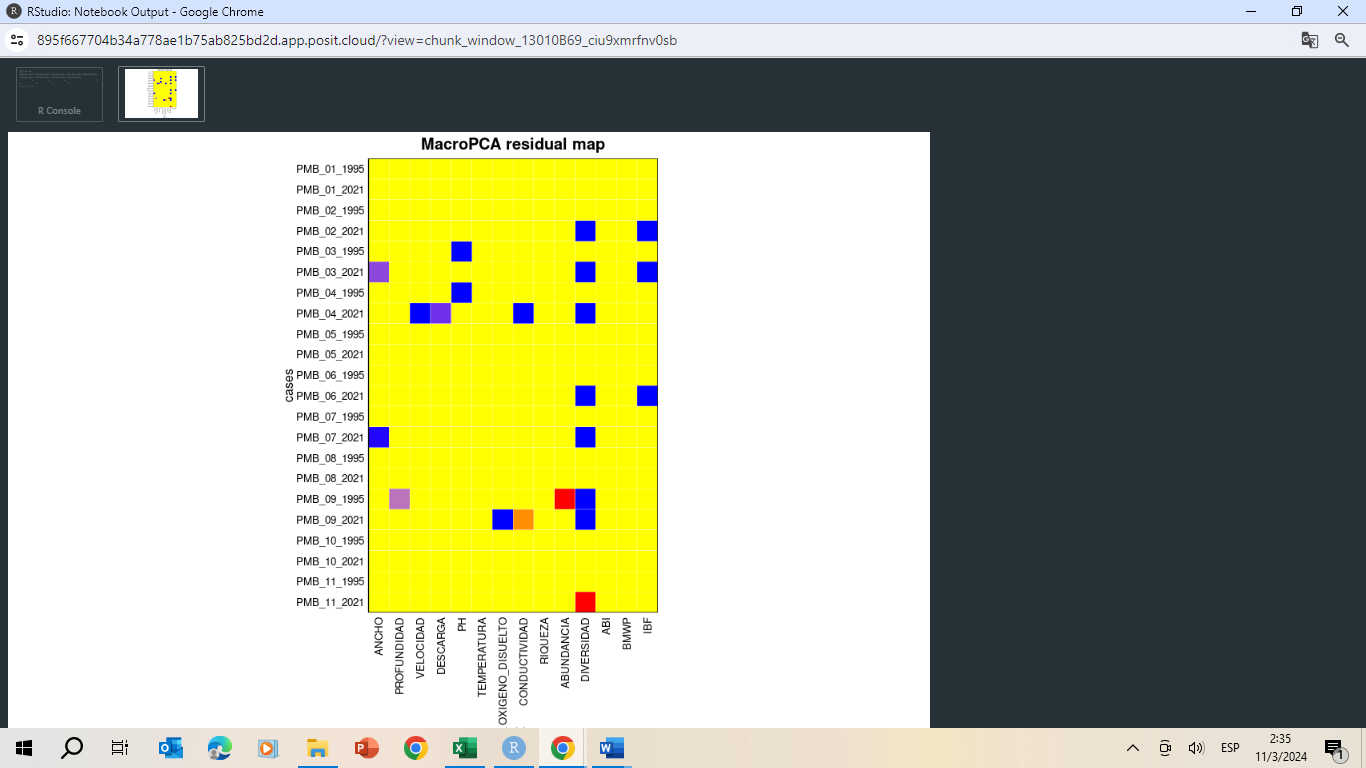 R RStudio: Notebook Output - Google Chrome
895f667704b34a778ae1b75ab825bd2d.app.posit.cloud/?view=chunk_window_13010B69_ciu9xmrfnv0sb
R Console
MacroPCA residual map
PMB_01_1995
PMB_01_2021
PMB_02_1995
PMB_02_2021
PMB_03_1995
PMB_03_2021
PMB_04_1995
PMB_04_2021
PMB_05_1995
PMB_05_2021
PMB_06_1995
PMB_06_2021
PMB_07_1995
PMB_07_2021
PMB_08_1995
PMB_08_2021
PMB_09_1995
PMB_09_2021
PMB_10_1995
PMB_10_2021
PMB_11_1995
PMB_11_2021
cases
ANCHO
PROFUNDIDAD
VELOCIDAD
DESCARGA
PH
TEMPERATURA
OXIGENO_DISUELTO
CONDUCTIVIDAD
RIQUEZA
ABUNDANCIA
DIVERSIDAD
ABI
BMWP
IBF
ESP
2:35
11/3/2024
1